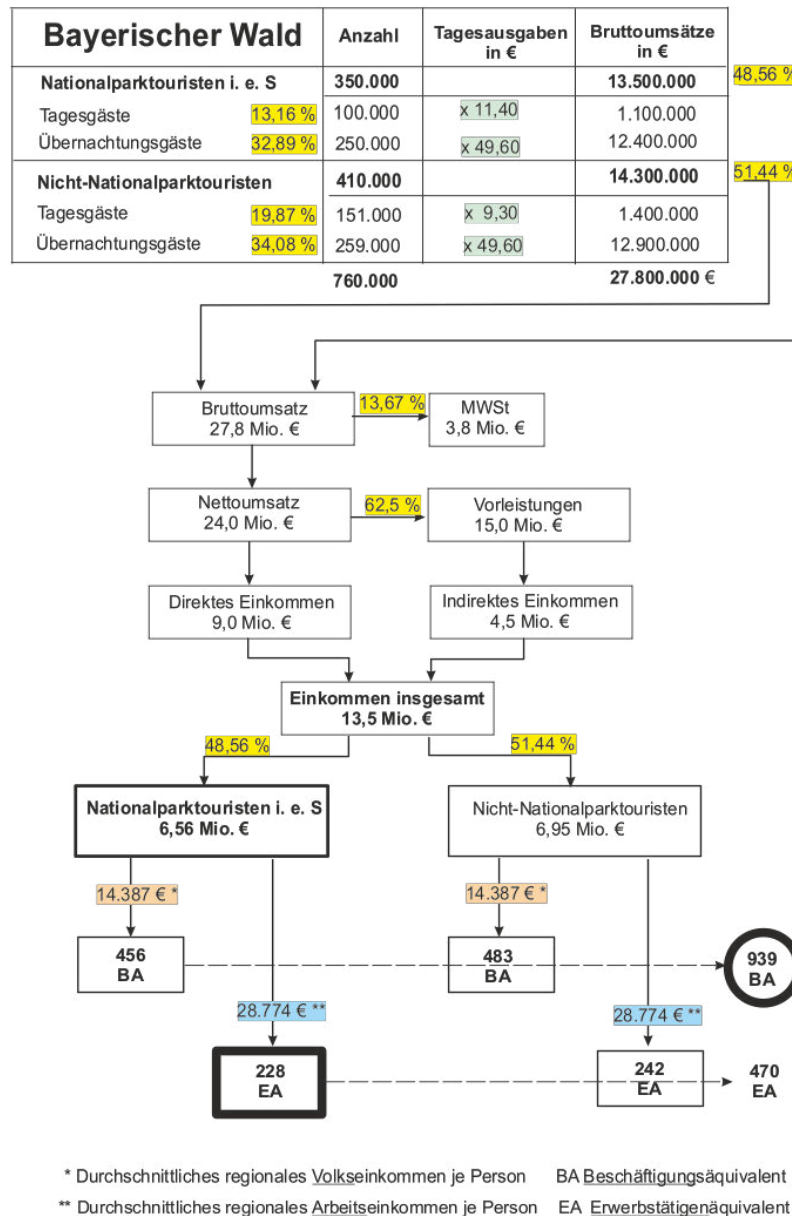 Bayerischer Wald Anzahl Tagesausgaben in € Bruttoumsätze in €
Nationalparktouristen i. e. S 350.000 13.500.000 48,56 %
Tagesgäste 13,16 % 100.000 x 11,40 1.100.000
Übernachtungsgäste 32,89 % 250.000 x 49,60 12.400.000
Nicht-Nationalparktouristen 410.000 14.300.000 51,44 %
Tagesgäste 19,87 % 151.000 x 9,30 1.400.000
Übernachtungsgäste 34,08 % 259.000 x 49,60 12.900.000
760.000 27.800.000 €
Bruttoumsatz 13,67 % MWSt
27,8 Mio. € 3,8 Mio. €
Nettoumsatz 62,5 % Vorleistungen
24,0 Mio. € 15,0 Mio. €
Direktes Einkommen Indirektes Einkommen
9,0 Mio. € 4,5 Mio. €
Einkommen insgesamt
13,5 Mio. €
48,56 % 51,44 %
Nationalparktouristen i. e. S Nicht-Nationalparktouristen
6,56 Mio. € 6,95 Mio. €
14.387 € * 14.387 € *
456 483 939
BA BA BA
28.774 € ** 28.774 € **
228 242 470
EA EA EA
* Durchschnittliches regionales Volkseinkommen je Person BA Beschäftigungsäquivalent
** Durchschnittliches regionales Arbeitseinkommen je Person EA Erwerbstätigenäquivalent